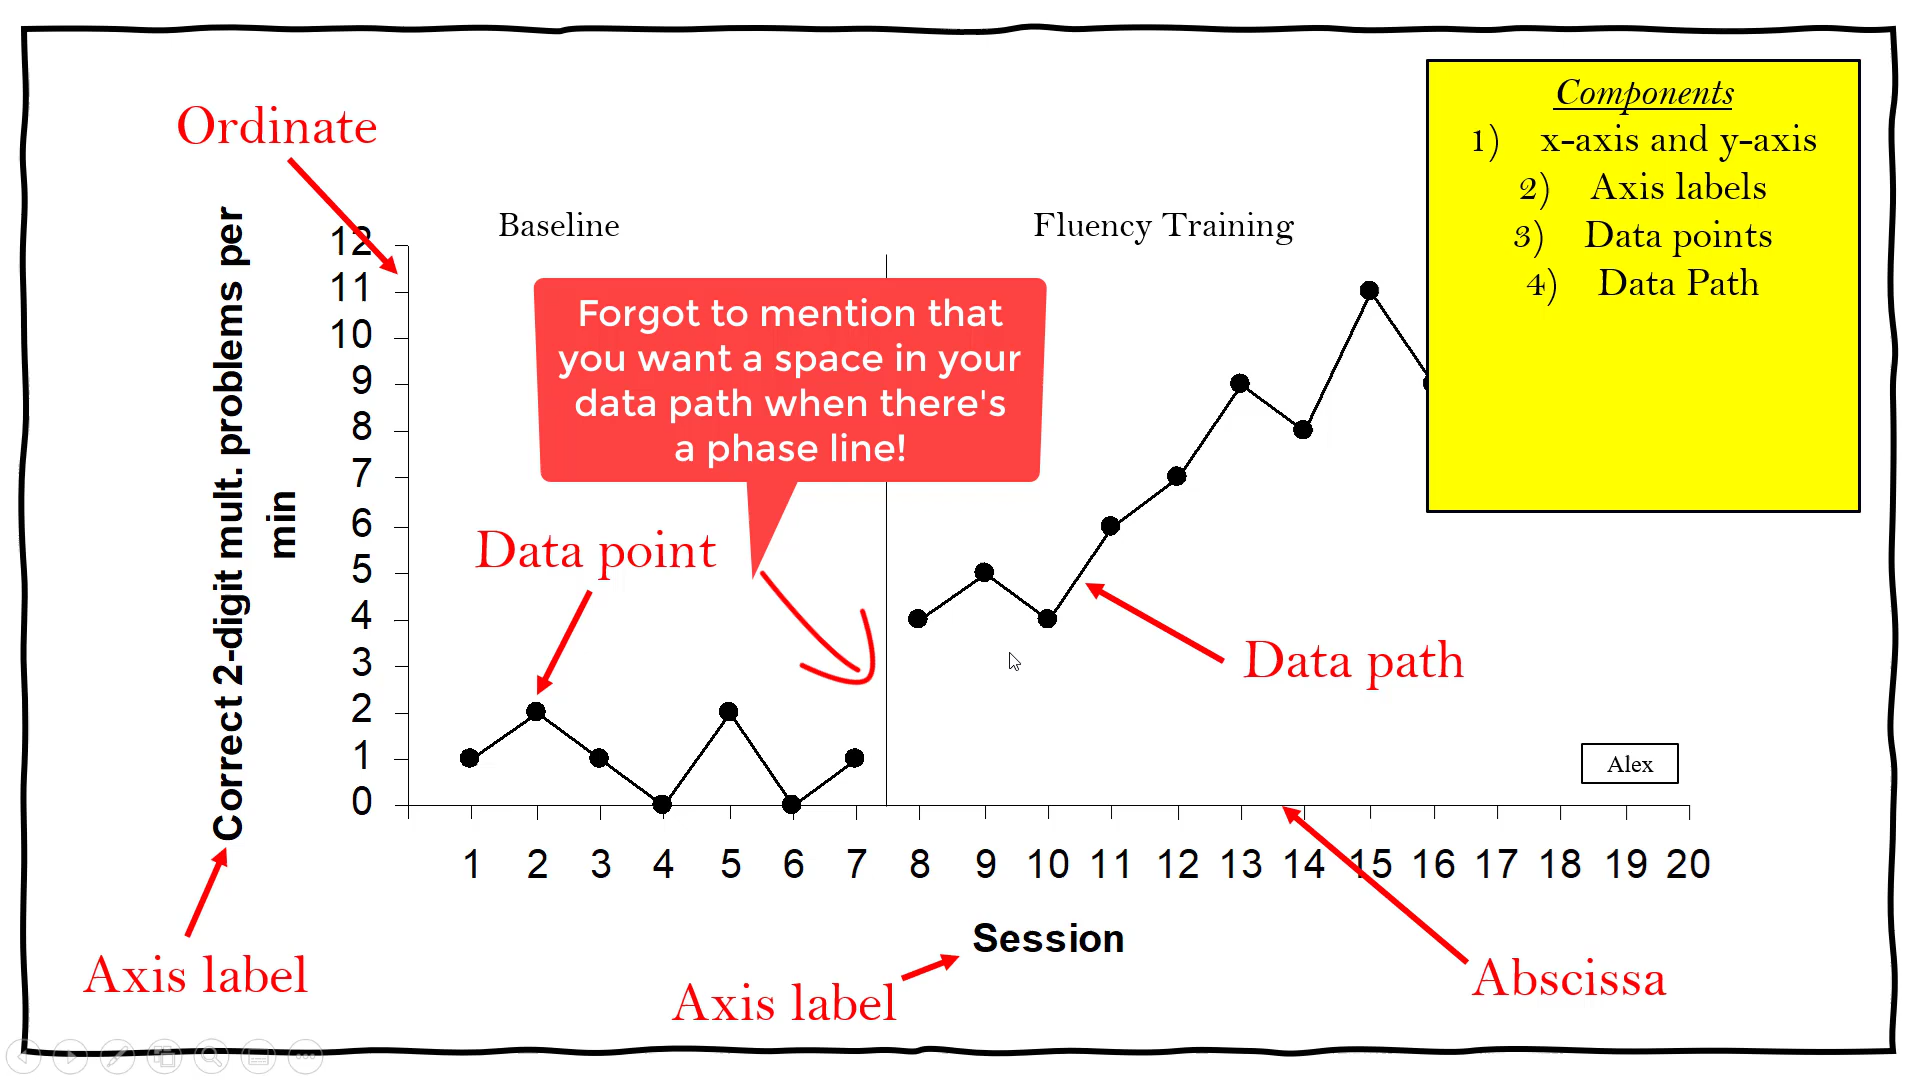 Ordinate
Components
1) x-axis and y-axis
2) Axis labels
3) Data points
4) Data Path
Baseline
Fluency Training
Forgot to mention that
you want a space in your
data path when there's
a phase line!
Correct 2-digit mult. problems per
min
12
11
10
9
8
7
6
5
4
3
2
1
0
Data point
Data path
Alex
1 2 3 4 5 6 7 8 9 10 11 12 13 14 15 16 17 18 19 20
Session
Axis label
Axis label
Abscissa